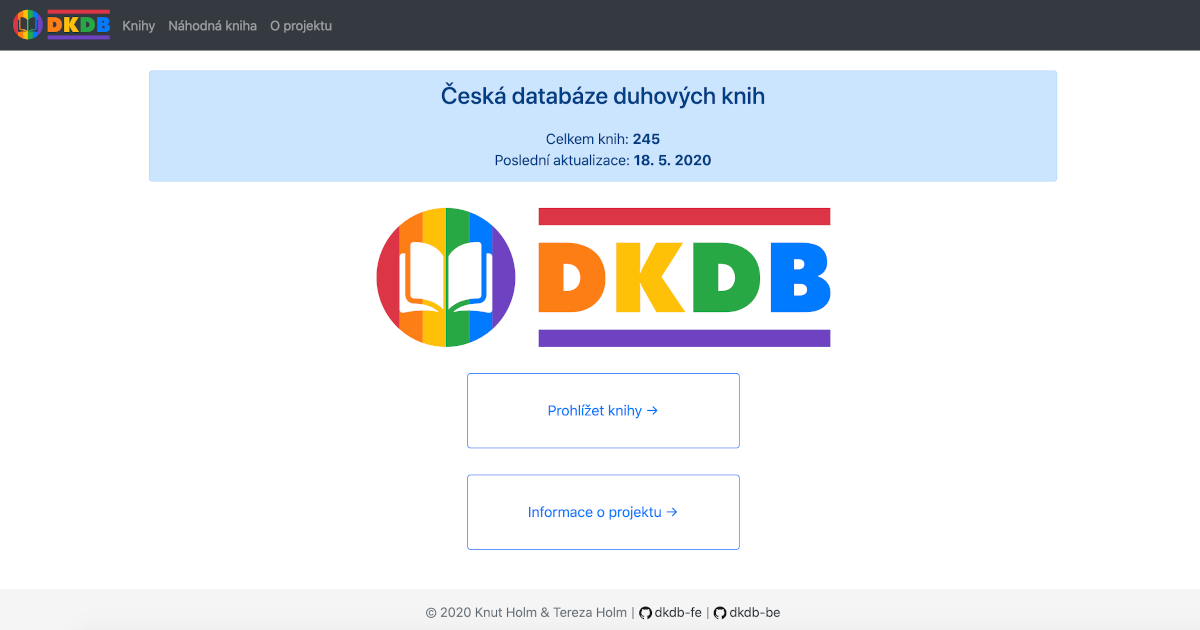 DKDB Knihy Náhodná kniha O projektu
Česká databáze duhových knih
Celkem knih: 245
Poslední aktualizace: 18. 5. 2020
DKDB
Prohlížet knihy →
Informace o projektu →
© 2020 Knut Holm & Tereza Holm | dkdb-fe | dkdb-be